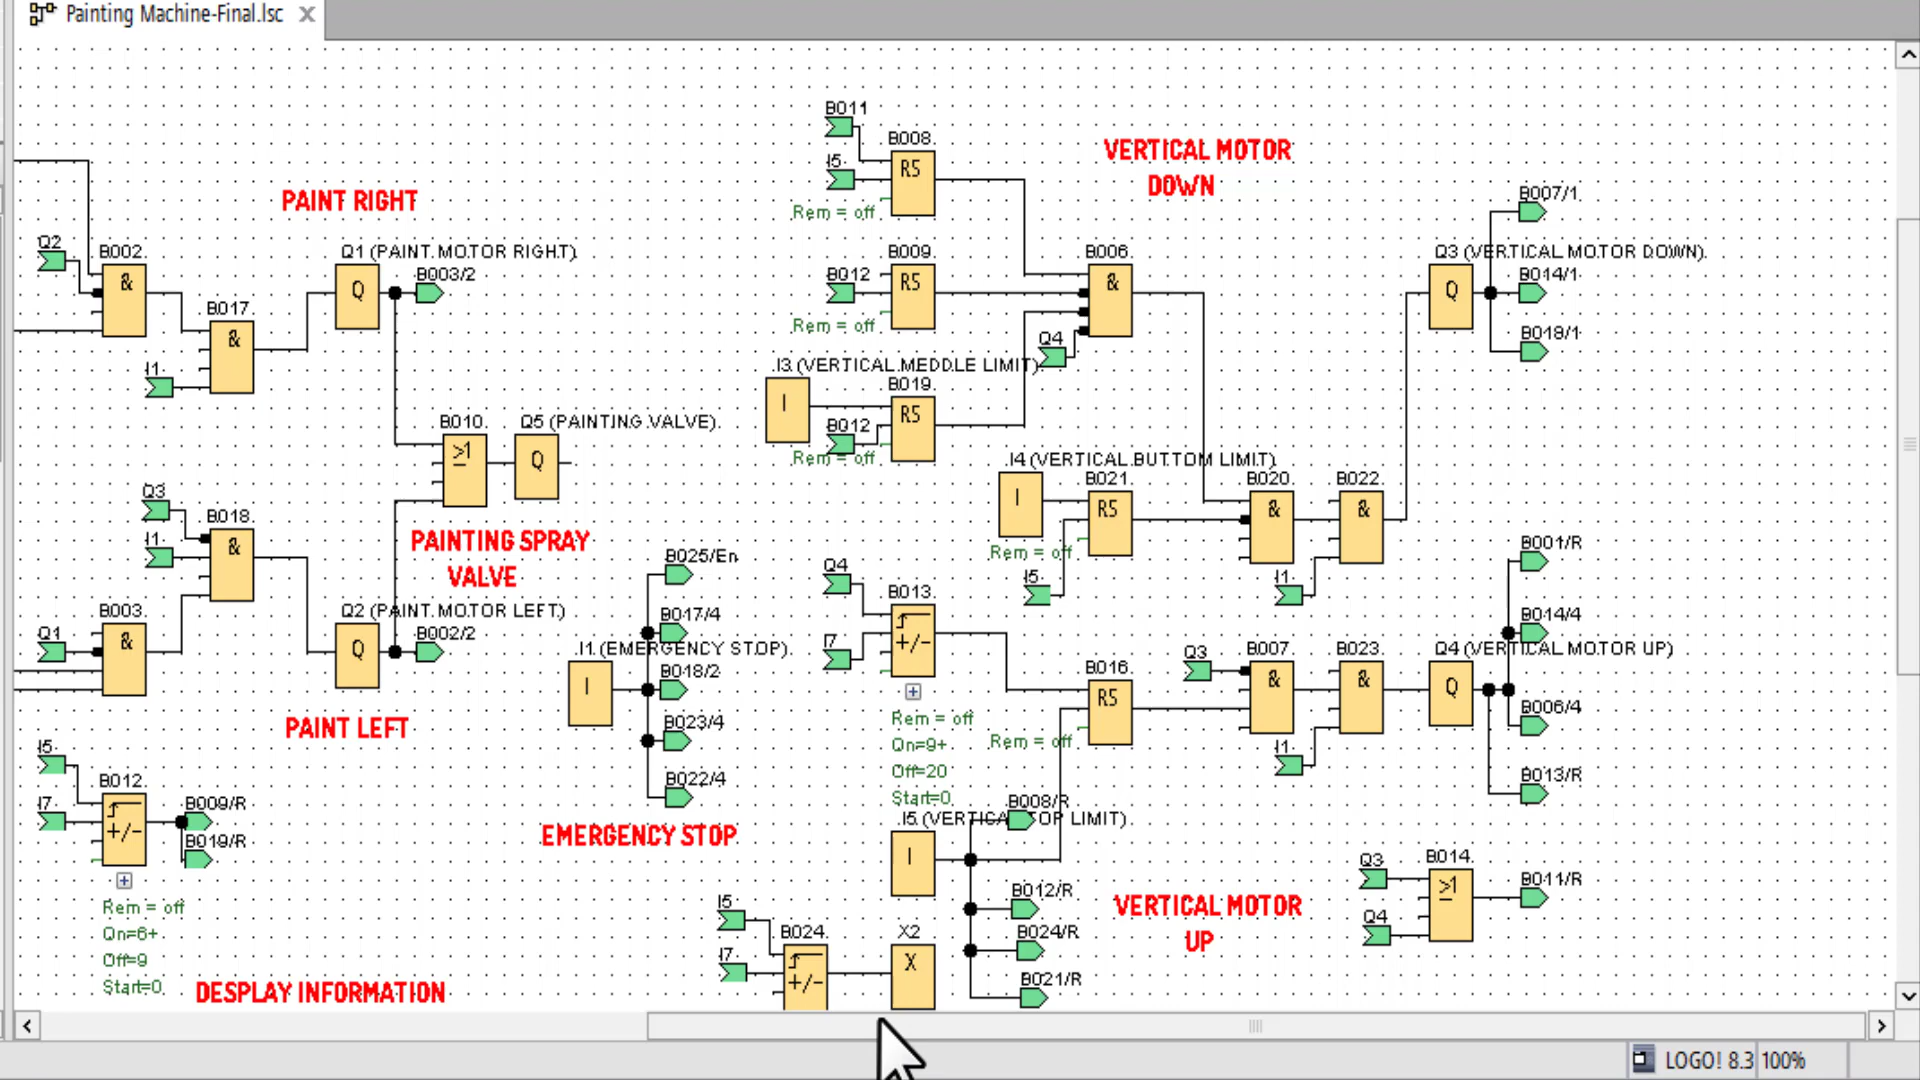 Painting Machine-Final.lsc
PAINT RIGHT
Q2
B002
&
B017
&
I1
Q1 (PAINT MOTOR RIGHT)
Q
B003/2
B010
≥1
Q5 (PAINTING VALVE)
Q
PAINTING SPRAY
VALVE
Q3
I1
B018
&
Q1
B003
&
Q2 (PAINT MOTOR LEFT)
Q
B002/2
PAINT LEFT
I5
I7
B012
+/-
B009/R
B019/R
Rem = off
On=6+
Off=9
Start=0
DISPLAY INFORMATION
I1 (EMERGENCY STOP)
I
B025/En
B017/4
B018/2
B023/4
B022/4
EMERGENCY STOP
B011
I5
B008
RS
Rem = off
VERTICAL MOTOR
DOWN
B012
B009
RS
Rem = off
B006
&
Q4
I3 (VERTICAL MEDDLE LIMIT)
I
B012
B019
RS
Rem = off
I4 (VERTICAL BUTTOM LIMIT)
I
B021
RS
Rem = off
I5
B020
&
B022
&
I1
Q3 (VERTICAL MOTOR DOWN)
Q
B007/1
B014/1
B018/1
Q4
I7
B013
+/-
Rem = off
On=9+
Off=20
Start=0
B016
RS
Rem = off
Q3
B007
&
B023
&
I1
Q4 (VERTICAL MOTOR UP)
Q
B001/R
B014/4
B006/4
B013/R
I5 (VERTICAL TOP LIMIT)
I
B008/R
B012/R
B024/R
B021/R
VERTICAL MOTOR
UP
Q3
Q4
B014
≥1
B011/R
I5
I7
B024
+/-
X2
X
LOGO! 8.3
100%